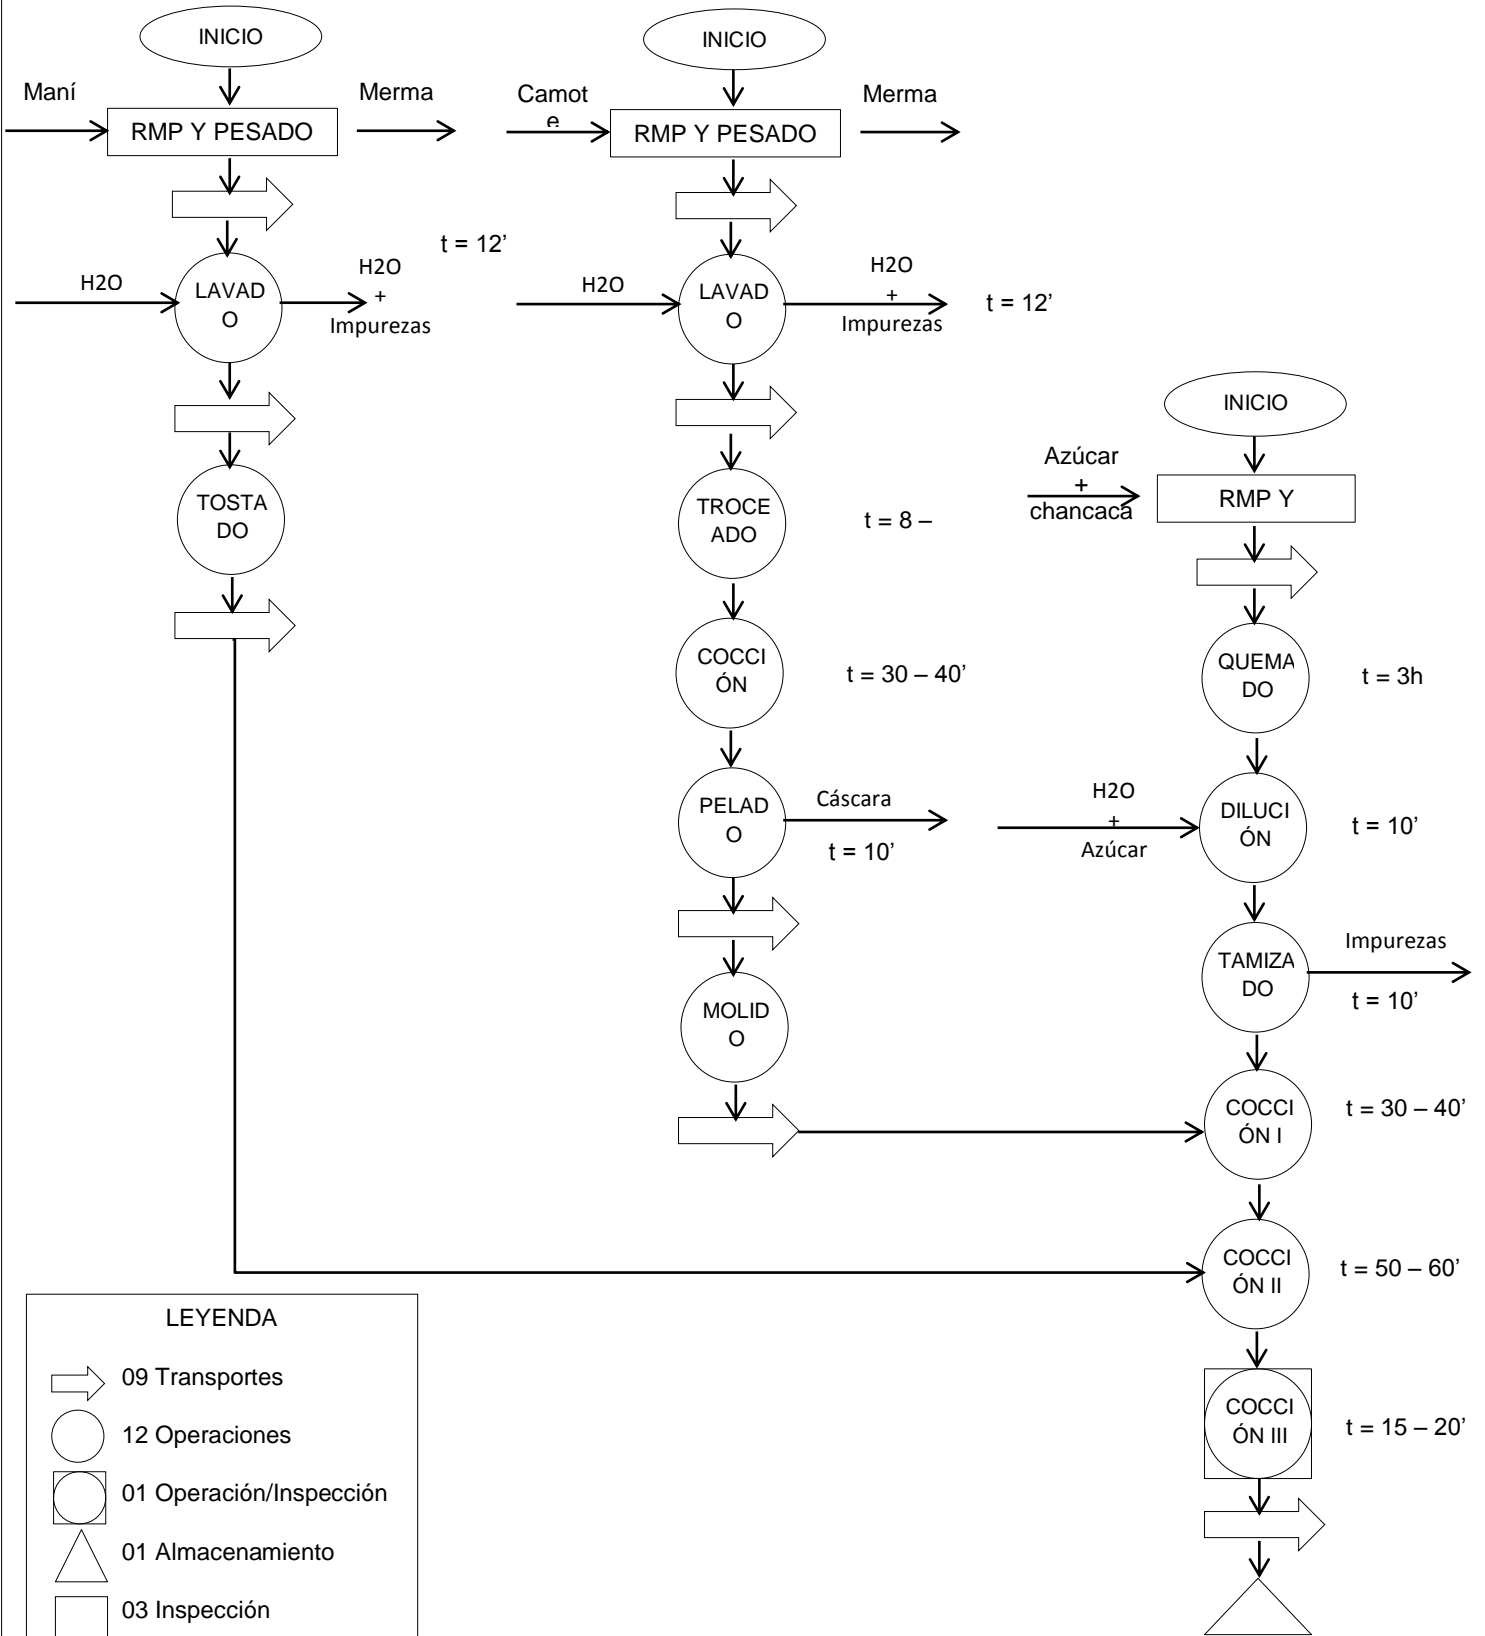 INICIO
Maní
Merma
RMP Y PESADO
t = 12’
H2O
LAVAD
O
H2O
+
Impurezas
TOSTA
DO
INICIO
Camot
e
Merma
RMP Y PESADO
H2O
LAVAD
O
H2O
+
Impurezas
t = 12’
TROCE
ADO
t = 8 –
COCCI
ÓN
t = 30 – 40’
PELAD
O
Cáscara
t = 10’
MOLID
O
INICIO
Azúcar
+
chancaca
RMP Y
QUEMA
DO
t = 3h
H2O
+
Azúcar
DILUCI
ÓN
t = 10’
TAMIZA
DO
Impurezas
t = 10’
COCCI
ÓN I
t = 30 – 40’
COCCI
ÓN II
t = 50 – 60’
COCCI
ÓN III
t = 15 – 20’
LEYENDA
09 Transportes
12 Operaciones
01 Operación/Inspección
01 Almacenamiento
03 Inspección